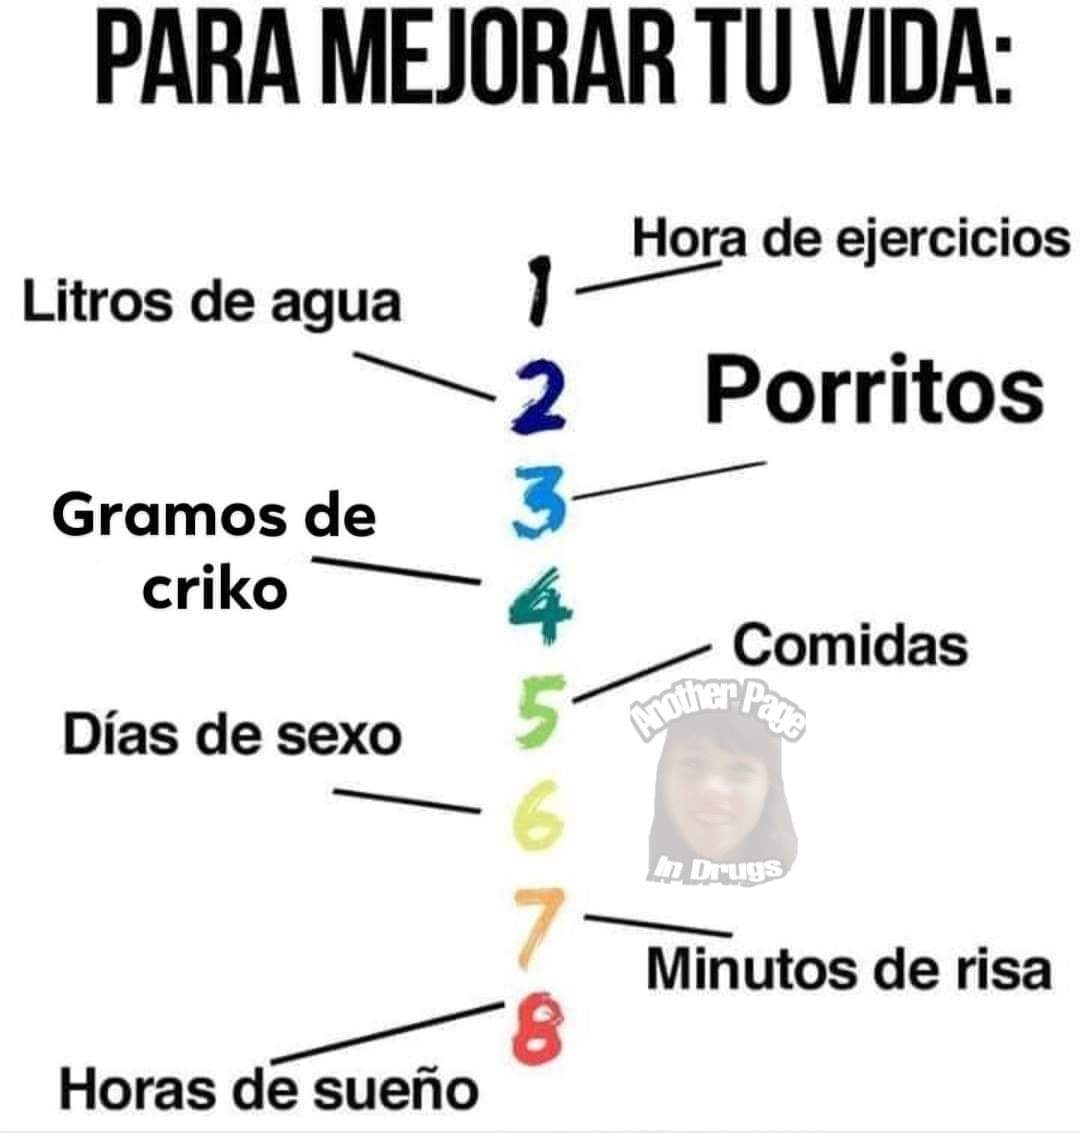 PARA MEJORAR TU VIDA:
Hora de ejercicios
1
Litros de agua
2
Porritos
3
Gramos de
criko
4
Comidas
5
Días de sexo
6
Another Page
In Drugs
7
Minutos de risa
8
Horas de sueño